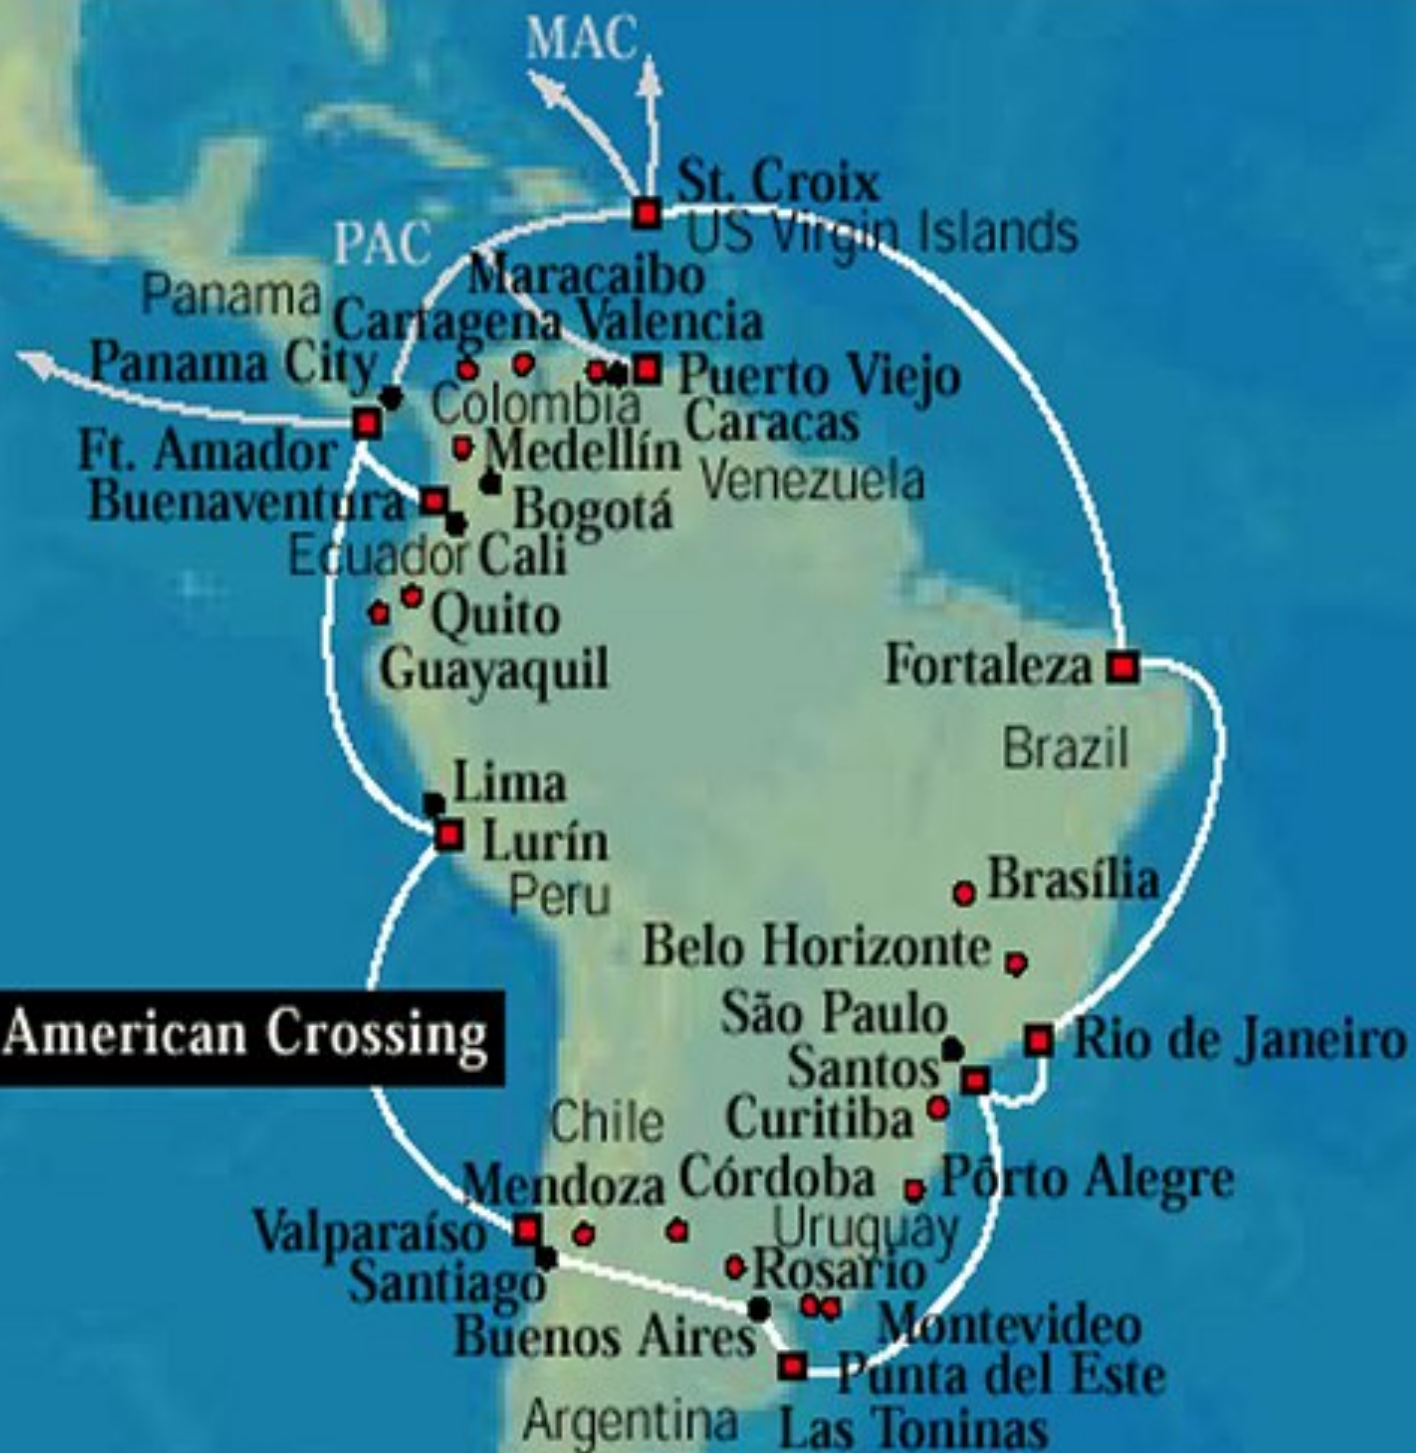 MAC
St. Croix
US Virgin Islands
PAC
Maracaibo
Panama
Cartagena Valencia
Panama City
Puerto Viejo
Colombia
Caracas
Ft. Amador
Medellín
Venezuela
Buenaventura
Bogotá
Ecuador Cali
Quito
Guayaquil
Fortaleza
Brazil
Lima
Lurín
Peru
Brasília
Belo Horizonte
São Paulo
American Crossing
Rio de Janeiro
Santos
Curitiba
Chile
Mendoza Córdoba
Pôrto Alegre
Valparaíso
Uruguay
Santiago
Rosario
Buenos Aires
Montevideo
Punta del Este
Argentina
Las Toninas